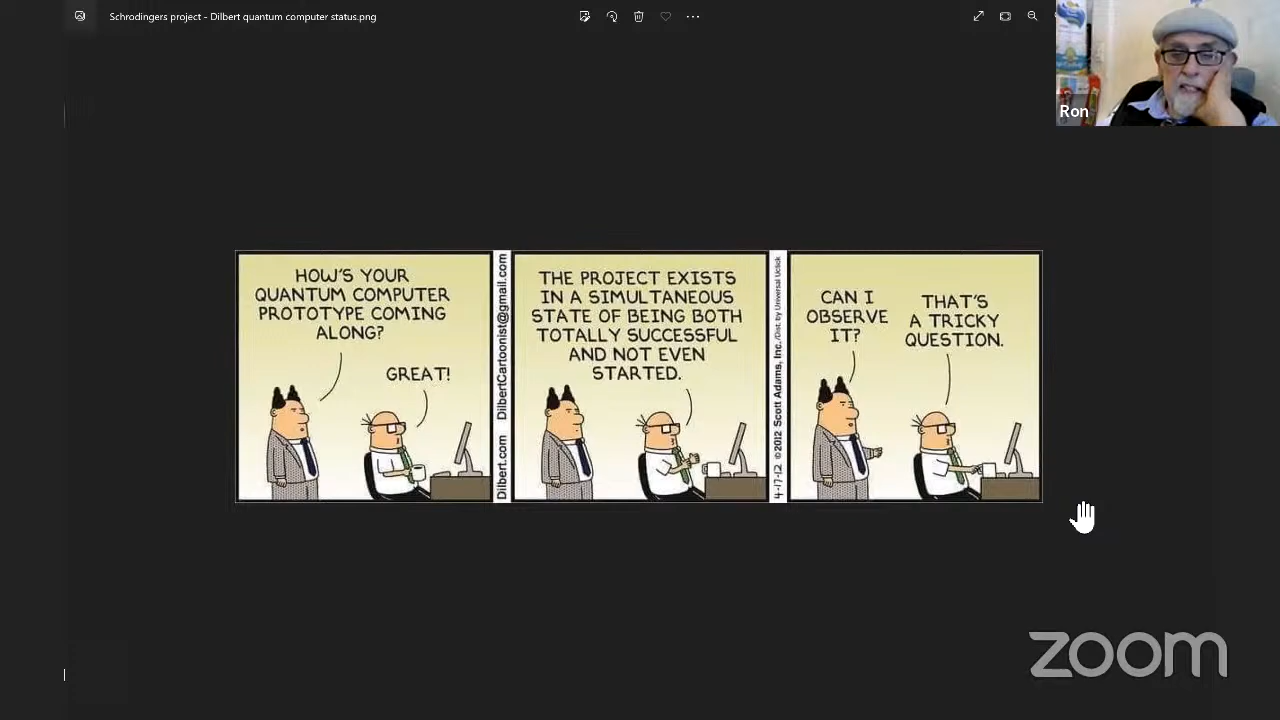 Schrodingers project - Dilbert quantum computer status.png
Ron
HOW'S YOUR
QUANTUM COMPUTER
PROTOTYPE COMING
ALONG?
GREAT!
Dilbert.com DilbertCartoonist@gmail.com
THE PROJECT EXISTS
IN A SIMULTANEOUS
STATE OF BEING BOTH
TOTALLY SUCCESSFUL
AND NOT EVEN
STARTED.
4-17-12 ©2012 Scott Adams, Inc. /Dist. by Universal Uclick
CAN I
OBSERVE
IT?
THAT'S
A TRICKY
QUESTION.
zoom